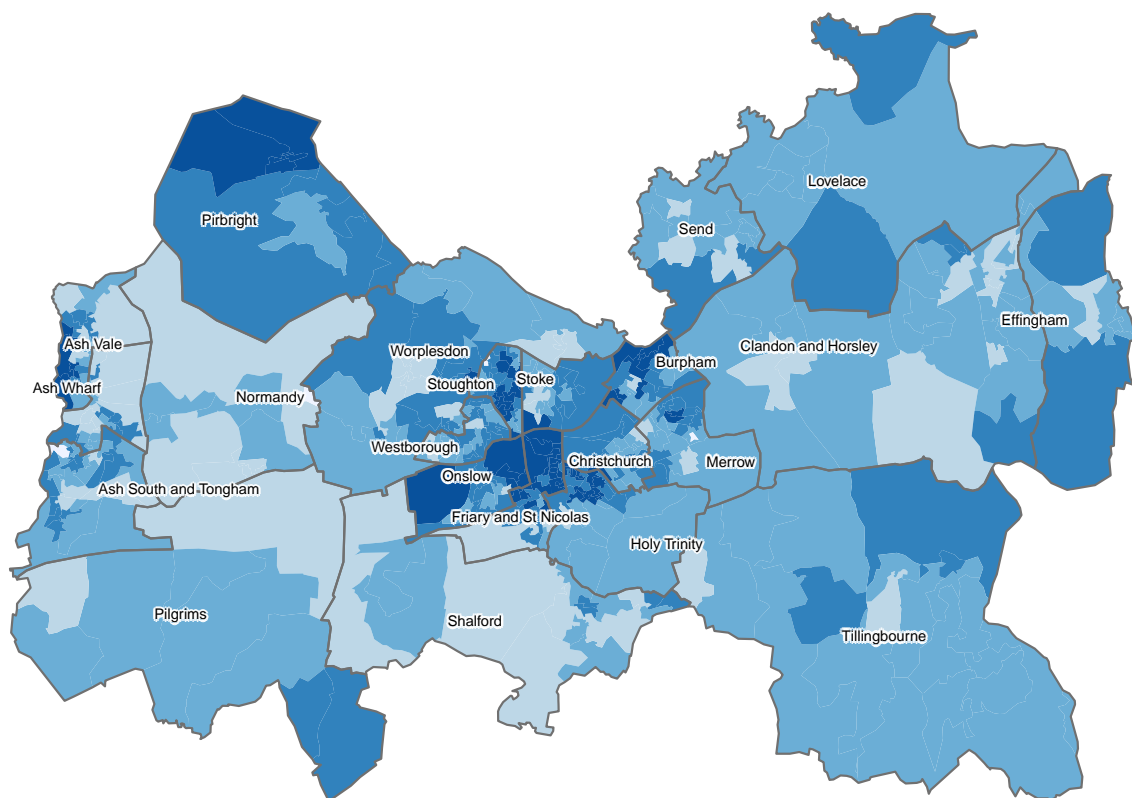 Lovelace
Pirbright
Send
Effingham
Ash Vale
Clandon and Horsley
Worplesdon
Burpham
Stoke
Stoughton
Ash Wharf
Normandy
Westborough
Christchurch
Merrow
Onslow
Ash South and Tongham
Friary and St Nicolas
Holy Trinity
Pilgrims
Shalford
Tillingbourne